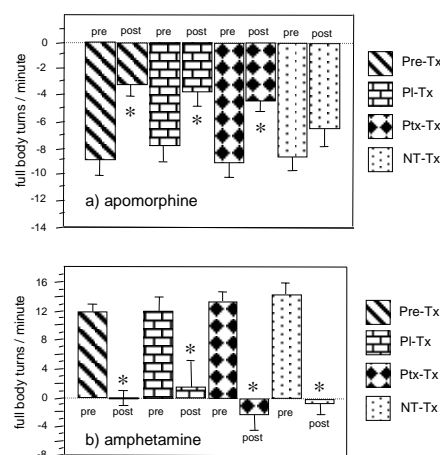 pre post pre post pre post pre post
0
-2
-4
-6
-8
-10
-12
-14
full body turns / minute
* * *
a) apomorphine
Pre-Tx
Pl-Tx
Ptx-Tx
NT-Tx
16
12
8
4
0
-4
-8
full body turns / minute
* * * *
pre post pre post pre post pre post
b) amphetamine
Pre-Tx
Pl-Tx
Ptx-Tx
NT-Tx